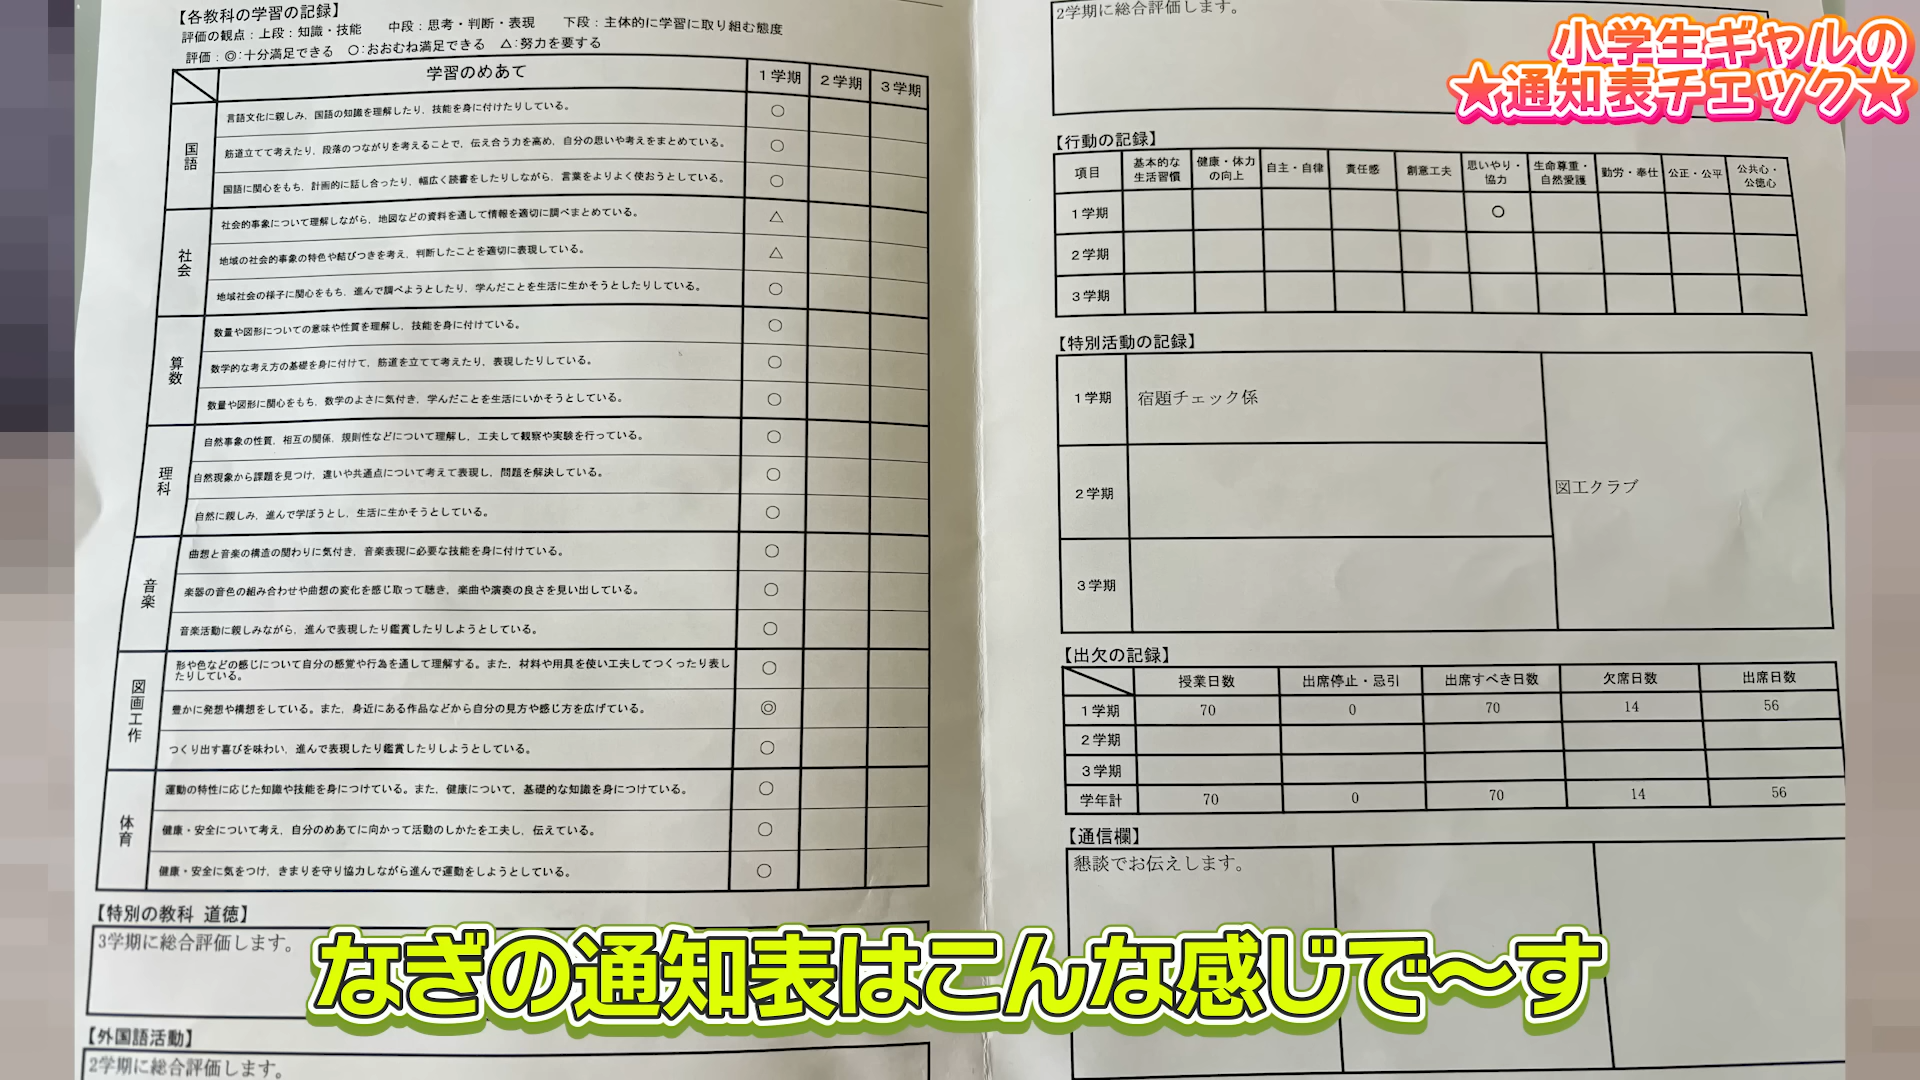 小学生ギャルの
★通知表チェック★
【各教科の学習の記録】
評価の観点：上段：知識・技能　中段：思考・判断・表現　下段：主体的に学習に取り組む態度
評価：◎:十分満足できる　○:おおむね満足できる　△:努力を要する
学習のめあて　1学期　2学期　3学期
国語
言語文化に親しみ、国語の知識を理解したり、技能を身に付けたりしている。　○
筋道立てて考えたり、段落のつながりを考えることで、伝え合う力を高め、自分の思いや考えをまとめている。　○
国語に関心をもち、計画的に話し合ったり、幅広く読書をしたりしながら、言葉をよりよく使おうとしている。　○
社会
社会的事象について理解しながら、地図などの資料を通して情報を適切に調べまとめている。　△
地域の社会的事象の特色や結びつきを考え、判断したことを適切に表現している。　△
地域社会の様子に関心をもち、進んで調べようとしたり、学んだことを生活に生かそうとしたりしている。　○
算数
数量や図形についての意味や性質を理解し、技能を身に付けている。　○
数学的な考え方の基礎を身に付けて、筋道を立てて考えたり、表現したりしている。　○
数量や図形に関心をもち、数学のよさに気付き、学んだことを生活にいかそうとしている。　○
理科
自然事象の性質、相互の関係、規則性などについて理解し、工夫して観察や実験を行っている。　○
自然現象から課題を見つけ、違いや共通点について考えて表現し、問題を解決している。　○
自然に親しみ、進んで学ぼうとし、生活に生かそうとしている。　○
音楽
曲想と音楽の構造の関わりに気付き、音楽表現に必要な技能を身に付けている。　○
楽器の音色の組み合わせや曲想の変化を感じ取って聴き、楽曲や演奏の良さを見い出している。　○
音楽活動に親しみながら、進んで表現したり鑑賞したりしようとしている。　○
図画工作
形や色などの感じについて自分の感覚や行為を通して理解する。また、材料や用具を使い工夫してつくったり表し
たりしている。　○
豊かに発想や構想をしている。また、身近にある作品などから自分の見方や感じ方を広げている。　◎
つくり出す喜びを味わい、進んで表現したり鑑賞したりしようとしている。　○
体育
運動の特性に応じた知識や技能を身につけている。また、健康について、基礎的な知識を身につけている。　○
健康・安全について考え、自分のめあてに向かって活動のしかたを工夫し、伝えている。　○
健康・安全に気をつけ、きまりを守り協力しながら進んで運動をしようとしている。　○
【特別の教科 道徳】
3学期に総合評価します。
【外国語活動】
2学期に総合評価します。
2学期に総合評価します。
【行動の記録】
項目　基本的な生活習慣　健康・体力の向上　自主・自律　責任感　創意工夫　思いやり・協力　生命尊重・自然愛護　勤労・奉仕　公正・公平　公共心・公徳心
1学期　○
2学期
3学期
【特別活動の記録】
1学期　宿題チェック係
2学期
3学期
図工クラブ
【出欠の記録】
授業日数　出席停止・忌引　出席すべき日数　欠席日数　出席日数
1学期　70　0　70　14　56
2学期
3学期
学年計　70　0　70　14　56
【通信欄】
懇談でお伝えします。
なぎの通知表はこんな感じで〜す